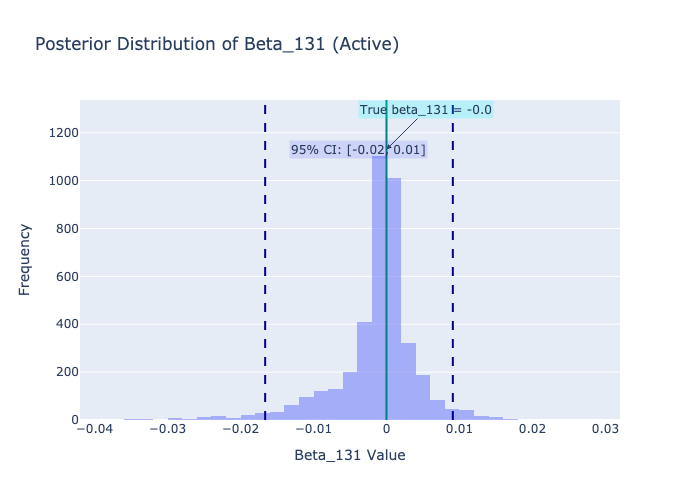 Posterior Distribution of Beta_131 (Active)
True beta_131 = -0.0
95% CI: [-0.02, 0.01]
1200
1000
800
600
400
200
0
Frequency
−0.04 −0.03 −0.02 −0.01 0 0.01 0.02 0.03
Beta_131 Value